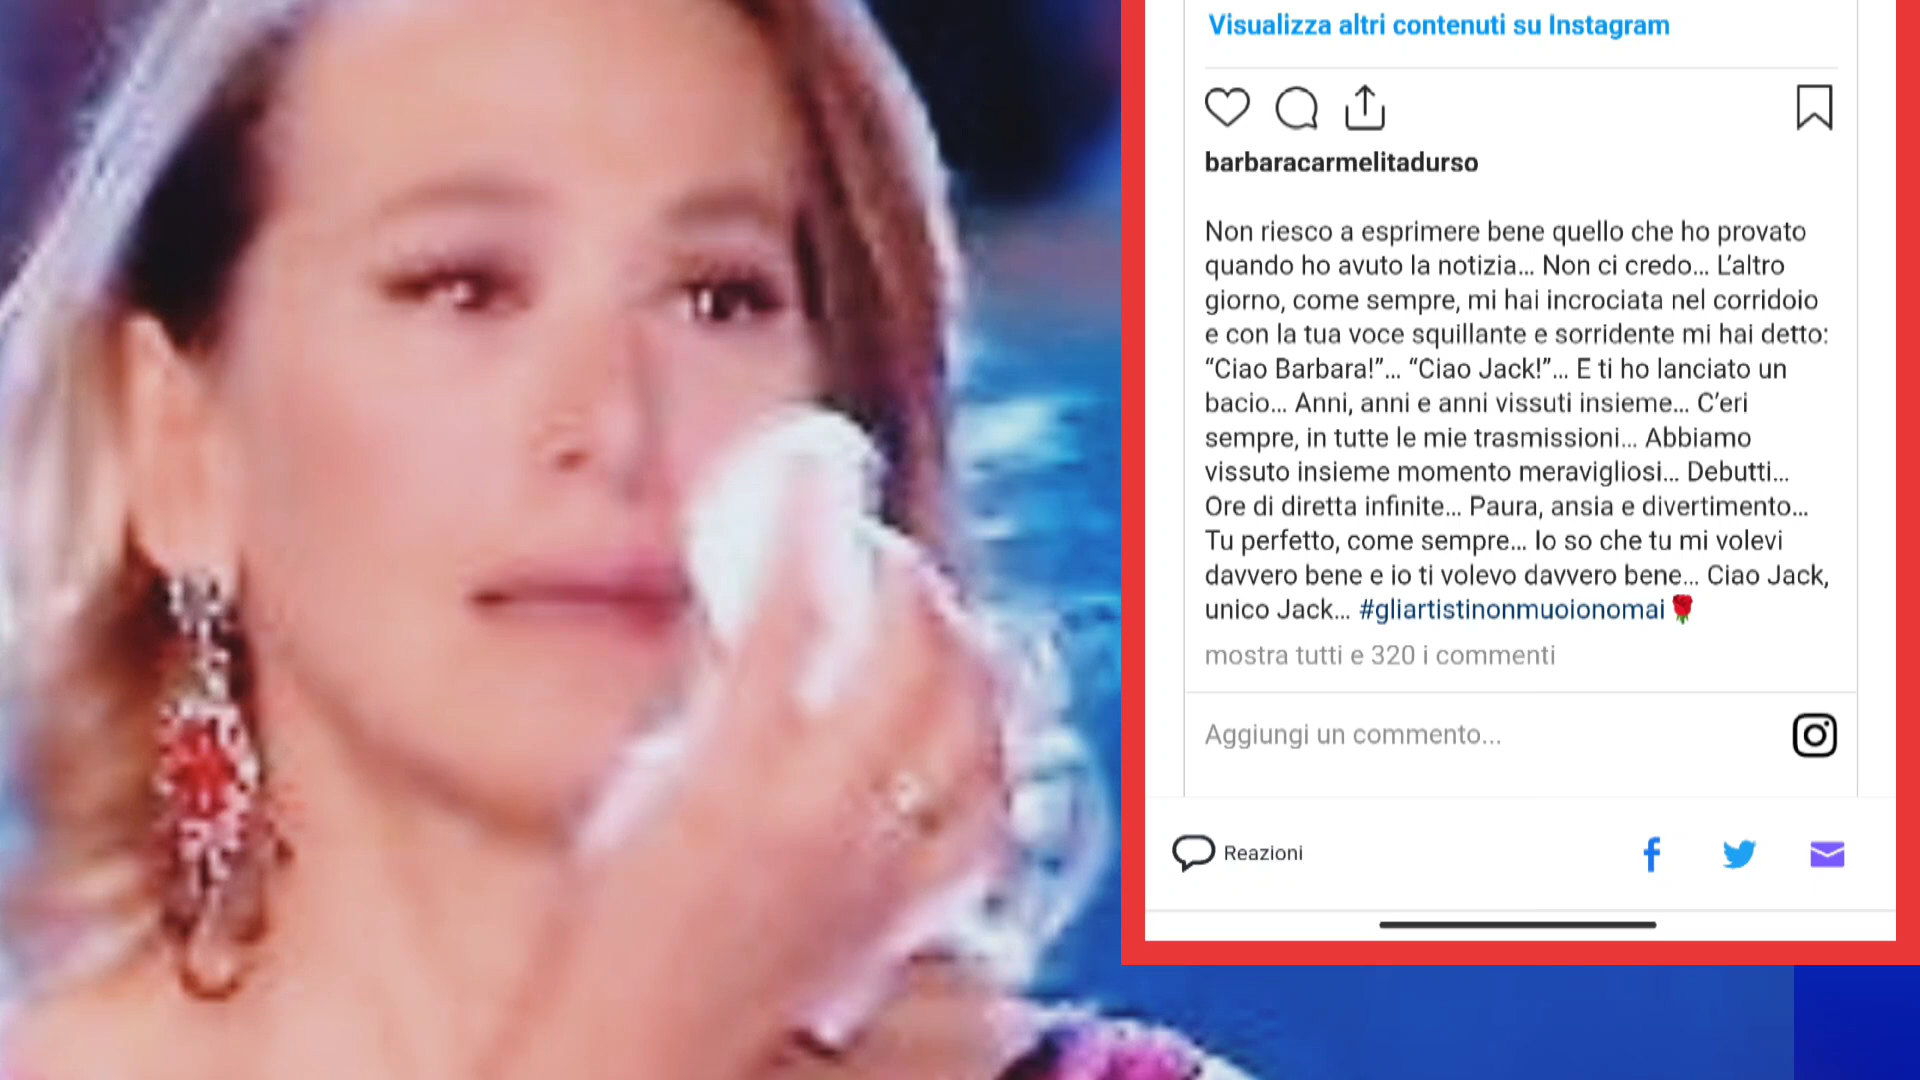 Visualizza altri contenuti su Instagram
barbaracarmelitadurso
Non riesco a esprimere bene quello che ho provato
quando ho avuto la notizia... Non ci credo... L’altro
giorno, come sempre, mi hai incrociata nel corridoio
e con la tua voce squillante e sorridente mi hai detto:
“Ciao Barbara!”... “Ciao Jack!”... E ti ho lanciato un
bacio... Anni, anni e anni vissuti insieme... C’eri
sempre, in tutte le mie trasmissioni... Abbiamo
vissuto insieme momento meravigliosi... Debutti...
Ore di diretta infinite... Paura, ansia e divertimento...
Tu perfetto, come sempre... Io so che tu mi volevi
davvero bene e io ti volevo davvero bene... Ciao Jack,
unico Jack... #gliartistinonmuoionomai🌹
mostra tutti e 320 i commenti
Aggiungi un commento...
Reazioni